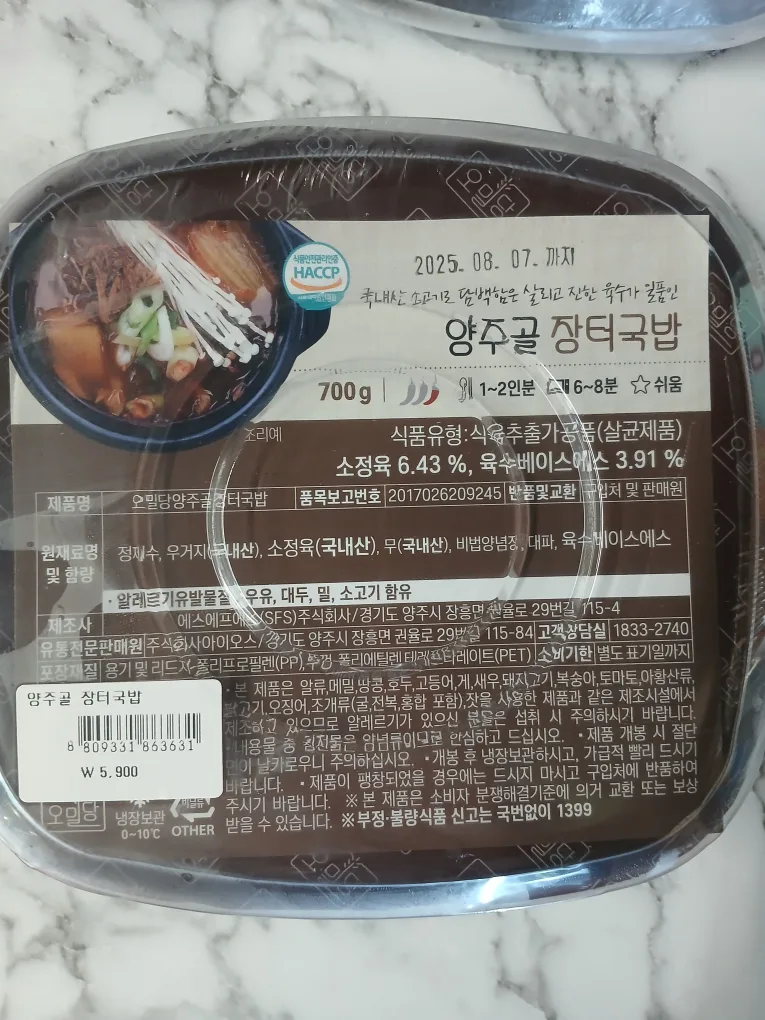 오밀당
식품안전관리인증
HACCP
2025. 08. 07. 까지
국내산 소고기로 담백함은 살리고 진한 육수가 일품인
양주골 장터국밥
700g 1~2인분 6~8분 쉬움
조리예
식품유형:식육추출가공품(살균제품)
소정육 6.43 %, 육수베이스에스 3.91 %
제품명 오밀당양주골장터국밥 품목보고번호 2017026209245 반품및교환 구입처 및 판매원
원재료명 및 함량 정제수, 우거지(국내산), 소정육(국내산), 무(국내산), 비법양념장, 대파, 육수베이스에스
· 알레르기유발물질: 우유, 대두, 밀, 소고기 함유
제조사 에스에프에스(SFS)주식회사/경기도 양주시 장흥면 권율로 29번길 115-4
유통전문판매원 주식회사아이오스/경기도 양주시 장흥면 권율로 29번길 115-84 고객상담실 1833-2740
포장재질 용기 및 리드지-폴리프로필렌(PP), 뚜껑 폴리에틸렌 테레프타레이트(PET) 소비기한 별도 표기일까지
· 본 제품은 알류,메밀,땅콩,호두,고등어,게,새우,돼지고기,복숭아,토마토,아황산류,
닭고기,오징어,조개류(굴,전복,홍합 포함),잣을 사용한 제품과 같은 제조시설에서
제조하고 있으므로 알레르기가 있으신 분들은 섭취 시 주의하시기 바랍니다.
· 내용물 중 침전물은 양념류이므로 안심하고 드십시오. · 제품 개봉 시 절단
면이 날카로우니 주의하십시오. · 개봉 후 냉장보관하시고, 가급적 빨리 드시기
바랍니다. · 제품이 팽창되었을 경우에는 드시지 마시고 구입처에 반품하여
주시기 바랍니다. ※ 본 제품은 소비자 분쟁해결기준에 의거 교환 또는 보상
받을 수 있습니다. ※부정·불량식품 신고는 국번없이 1399
양주골 장터국밥
8 809331 863631
₩ 5,900
오밀당
냉장보관
0~10℃
OTHER